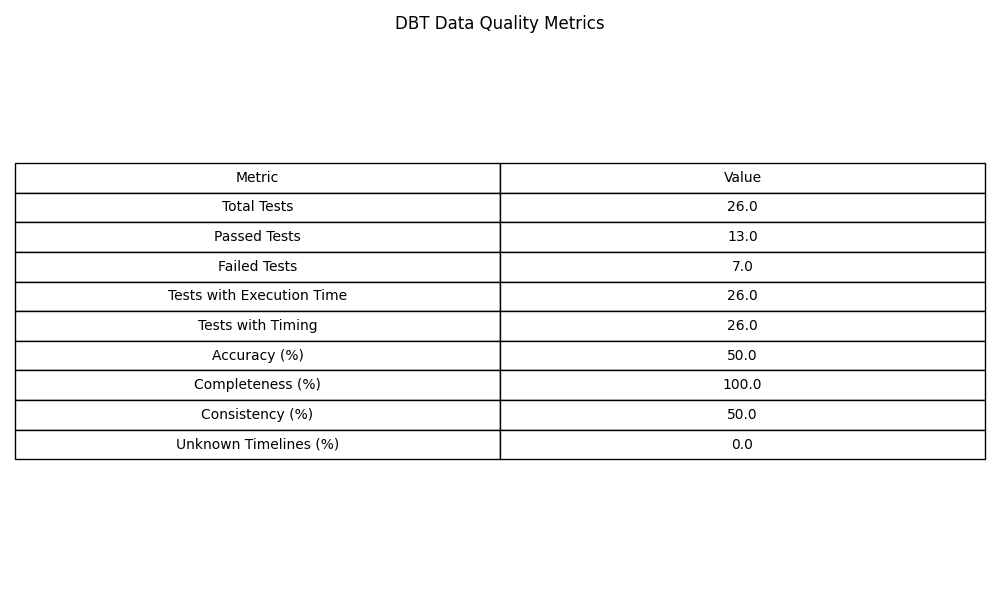 DBT Data Quality Metrics
Metric Value
Total Tests 26.0
Passed Tests 13.0
Failed Tests 7.0
Tests with Execution Time 26.0
Tests with Timing 26.0
Accuracy (%) 50.0
Completeness (%) 100.0
Consistency (%) 50.0
Unknown Timelines (%) 0.0